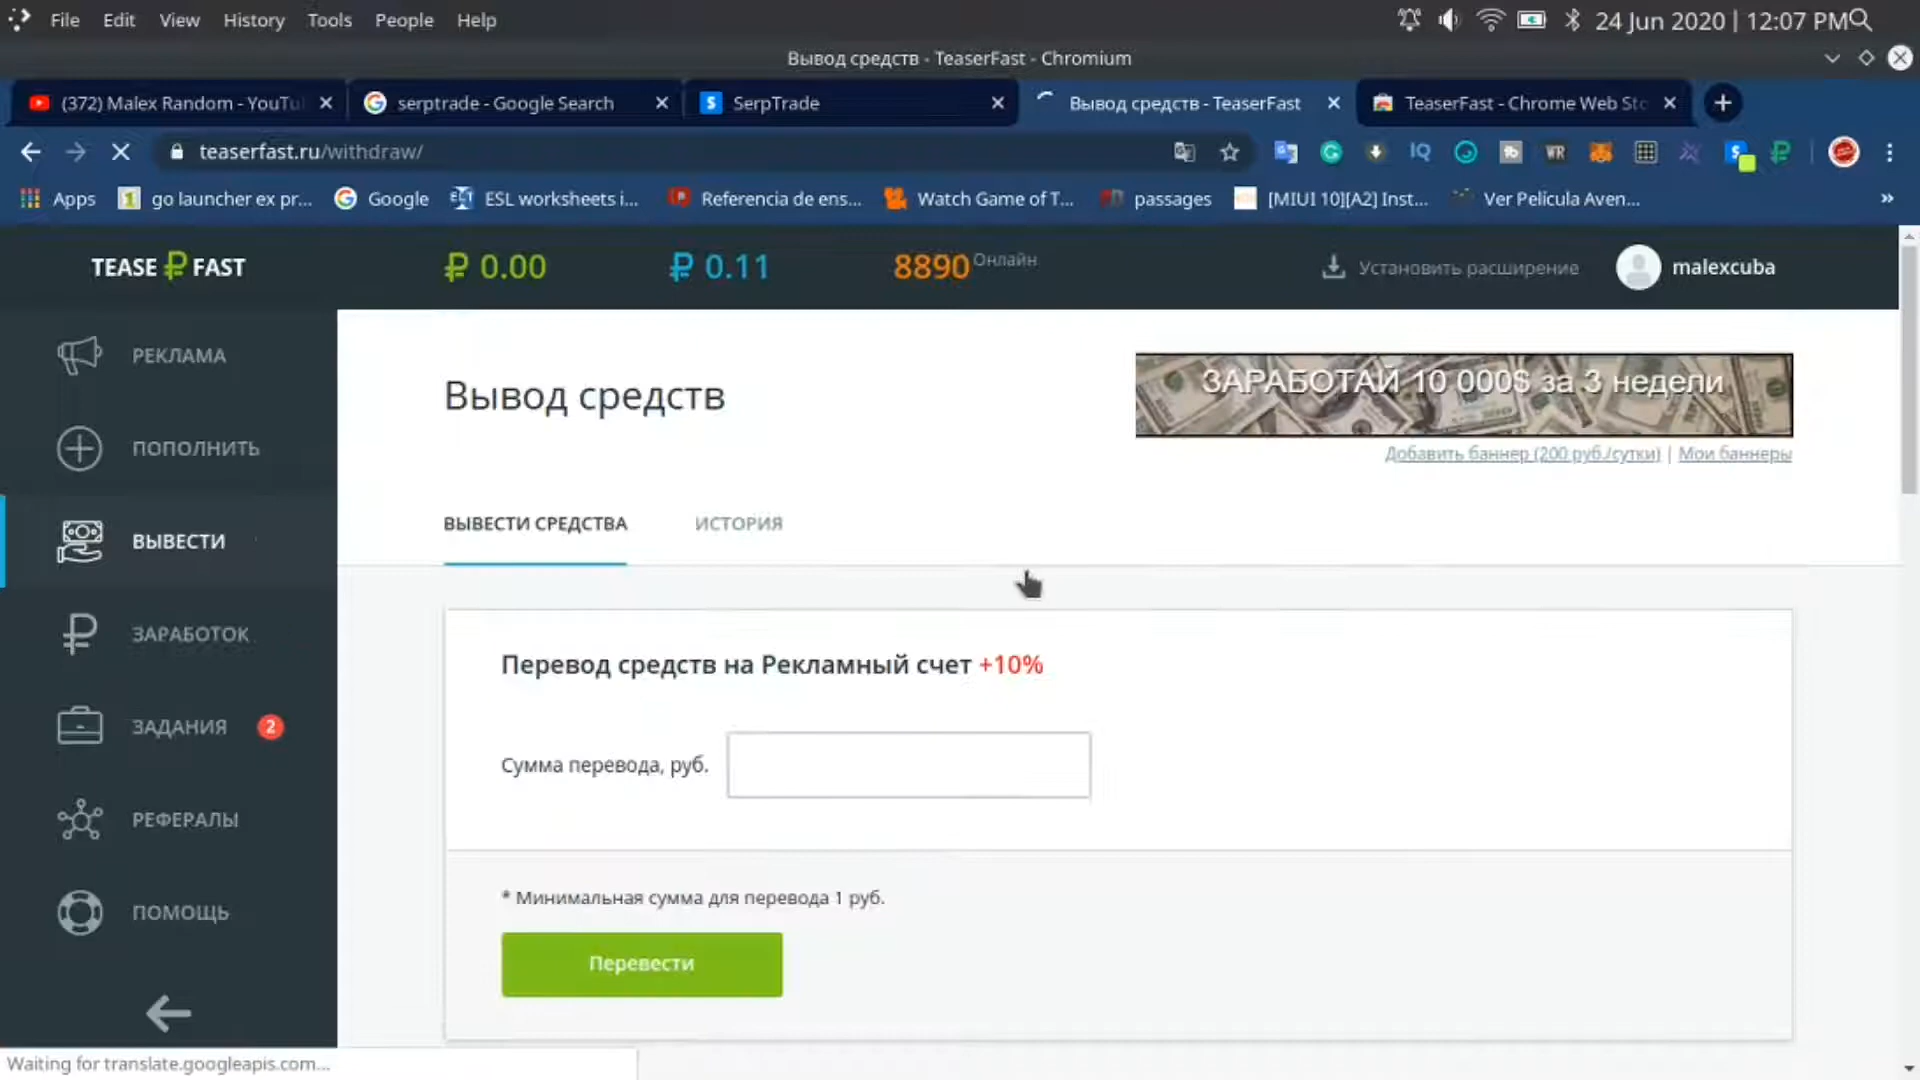 File Edit View History Tools People Help
24 Jun 2020 | 12:07 PM
Вывод средств - TeaserFast - Chromium
(372) Malex Random - YouTu
serptrade - Google Search
SerpTrade
Вывод средств - TeaserFast
TeaserFast - Chrome Web Sto
teaserfast.ru/withdraw/
Apps
go launcher ex pr...
Google
ESL worksheets i...
Referencia de ens...
Watch Game of T...
passages
[MIUI 10][A2] Inst...
Ver Pelicula Aven...
TEASE₽FAST
₽ 0.00
₽ 0.11
8890 Онлайн
Установить расширение
malexcuba
РЕКЛАМА
ПОПОЛНИТЬ
ВЫВЕСТИ
ЗАРАБОТОК
ЗАДАНИЯ 2
РЕФЕРАЛЫ
ПОМОЩЬ
Вывод средств
ЗАРАБОТАЙ 10 000$ за 3 недели
Добавить баннер (200 руб./сутки) | Мои баннеры
ВЫВЕСТИ СРЕДСТВА
ИСТОРИЯ
Перевод средств на Рекламный счет +10%
Сумма перевода, руб.
* Минимальная сумма для перевода 1 руб.
Перевести
Waiting for translate.googleapis.com...